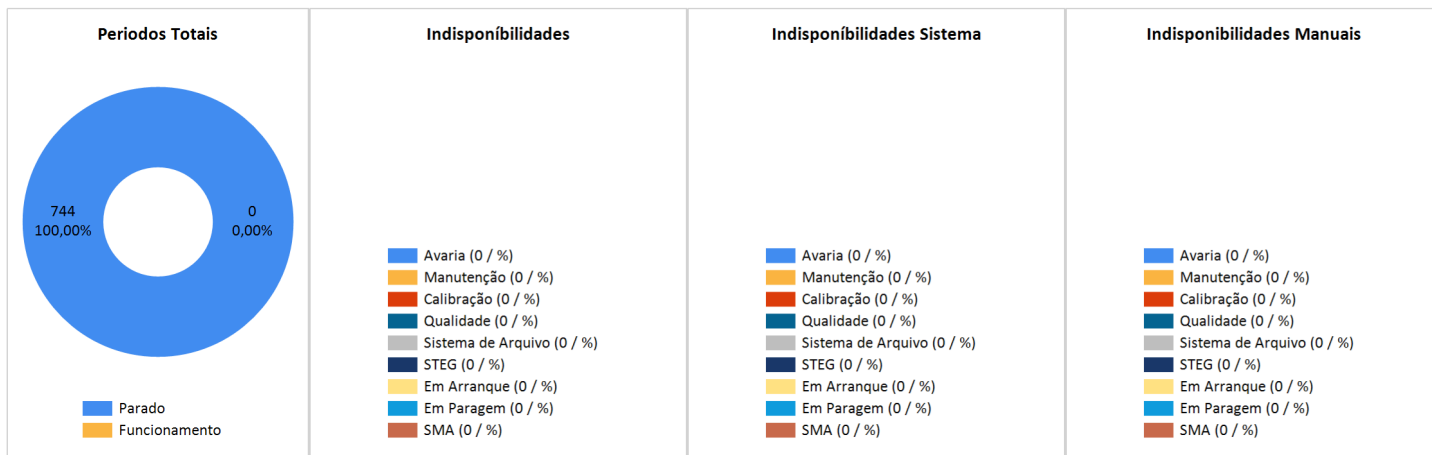 Periodos Totais
744
100,00%
0
0,00%
Parado
Funcionamento
Indisponíbilidades
Avaria (0 / %)
Manutenção (0 / %)
Calibração (0 / %)
Qualidade (0 / %)
Sistema de Arquivo (0 / %)
STEG (0 / %)
Em Arranque (0 / %)
Em Paragem (0 / %)
SMA (0 / %)
Indisponíbilidades Sistema
Avaria (0 / %)
Manutenção (0 / %)
Calibração (0 / %)
Qualidade (0 / %)
Sistema de Arquivo (0 / %)
STEG (0 / %)
Em Arranque (0 / %)
Em Paragem (0 / %)
SMA (0 / %)
Indisponibilidades Manuais
Avaria (0 / %)
Manutenção (0 / %)
Calibração (0 / %)
Qualidade (0 / %)
Sistema de Arquivo (0 / %)
STEG (0 / %)
Em Arranque (0 / %)
Em Paragem (0 / %)
SMA (0 / %)